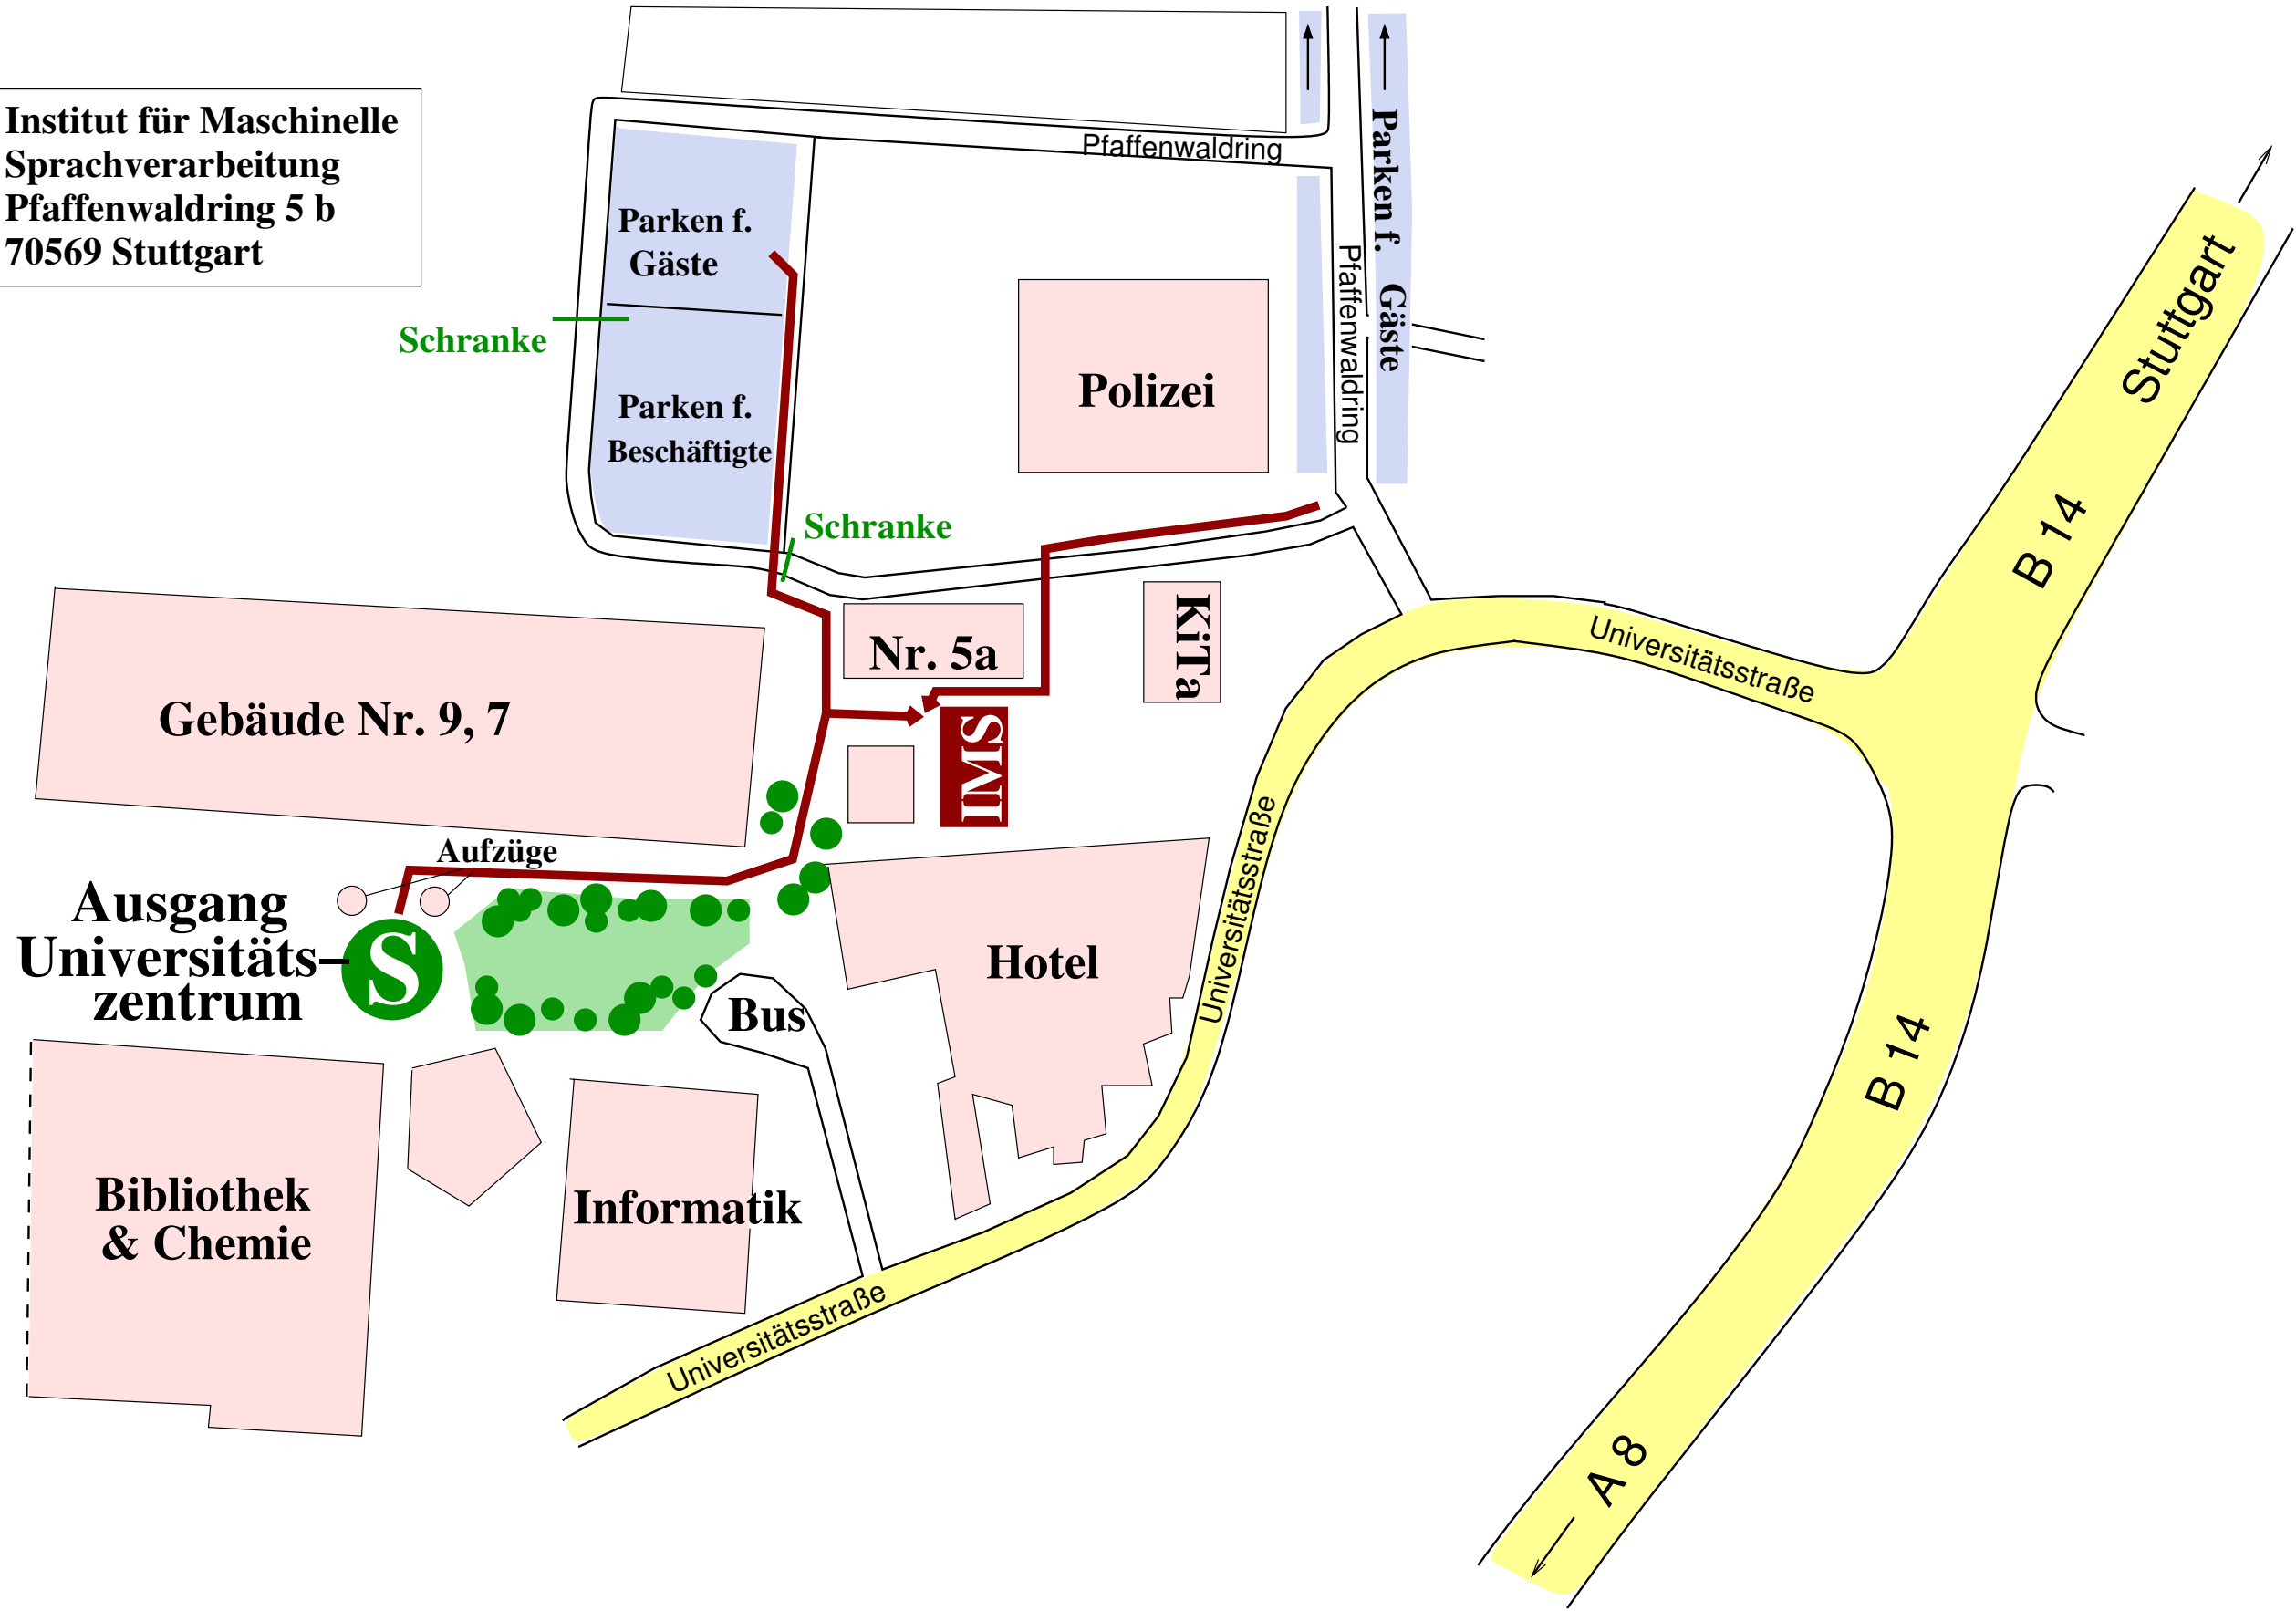 Institut für Maschinelle
Sprachverarbeitung
Pfaffenwaldring 5 b
70569 Stuttgart
Pfaffenwaldring
Parken f. Gäste
Parken f.
Gäste
Schranke
Parken f.
Beschäftigte
Polizei
Pfaffenwaldring
Stuttgart
B 14
Schranke
Nr. 5a
KiTa
Universitätsstraße
Gebäude Nr. 9, 7
IMS
Aufzüge
Ausgang
Universitäts
zentrum
S
Bus
Hotel
Universitätsstraße
B 14
Bibliothek
& Chemie
Informatik
Universitätsstraße
A 8